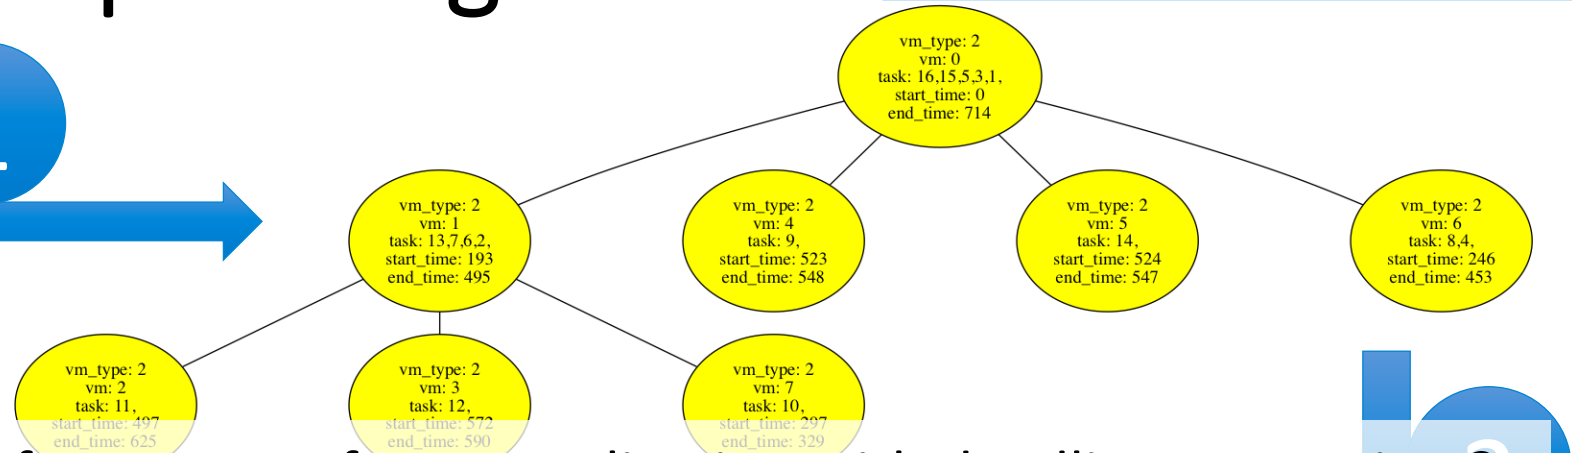 vm_type: 2
vm: 0
task: 16,15,5,3,1,
start_time: 0
end_time: 714
vm_type: 2
vm: 1
task: 13,7,6,2,
start_time: 193
end_time: 495
vm_type: 2
vm: 4
task: 9,
start_time: 523
end_time: 548
vm_type: 2
vm: 5
task: 14,
start_time: 524
end_time: 547
vm_type: 2
vm: 6
task: 8,4,
start_time: 246
end_time: 453
vm_type: 2
vm: 2
task: 11,
start_time: 497
end_time: 625
vm_type: 2
vm: 3
task: 12,
start_time: 572
end_time: 590
vm_type: 2
vm: 7
task: 10,
start_time: 297
end_time: 329